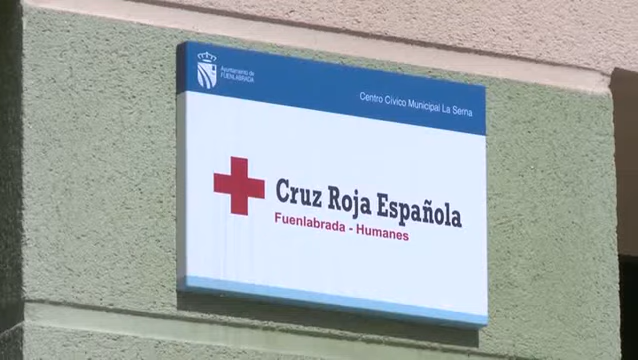 Ayuntamiento de
FUENLABRADA
Centro Cívico Municipal La Serna
Cruz Roja Española
Fuenlabrada - Humanes